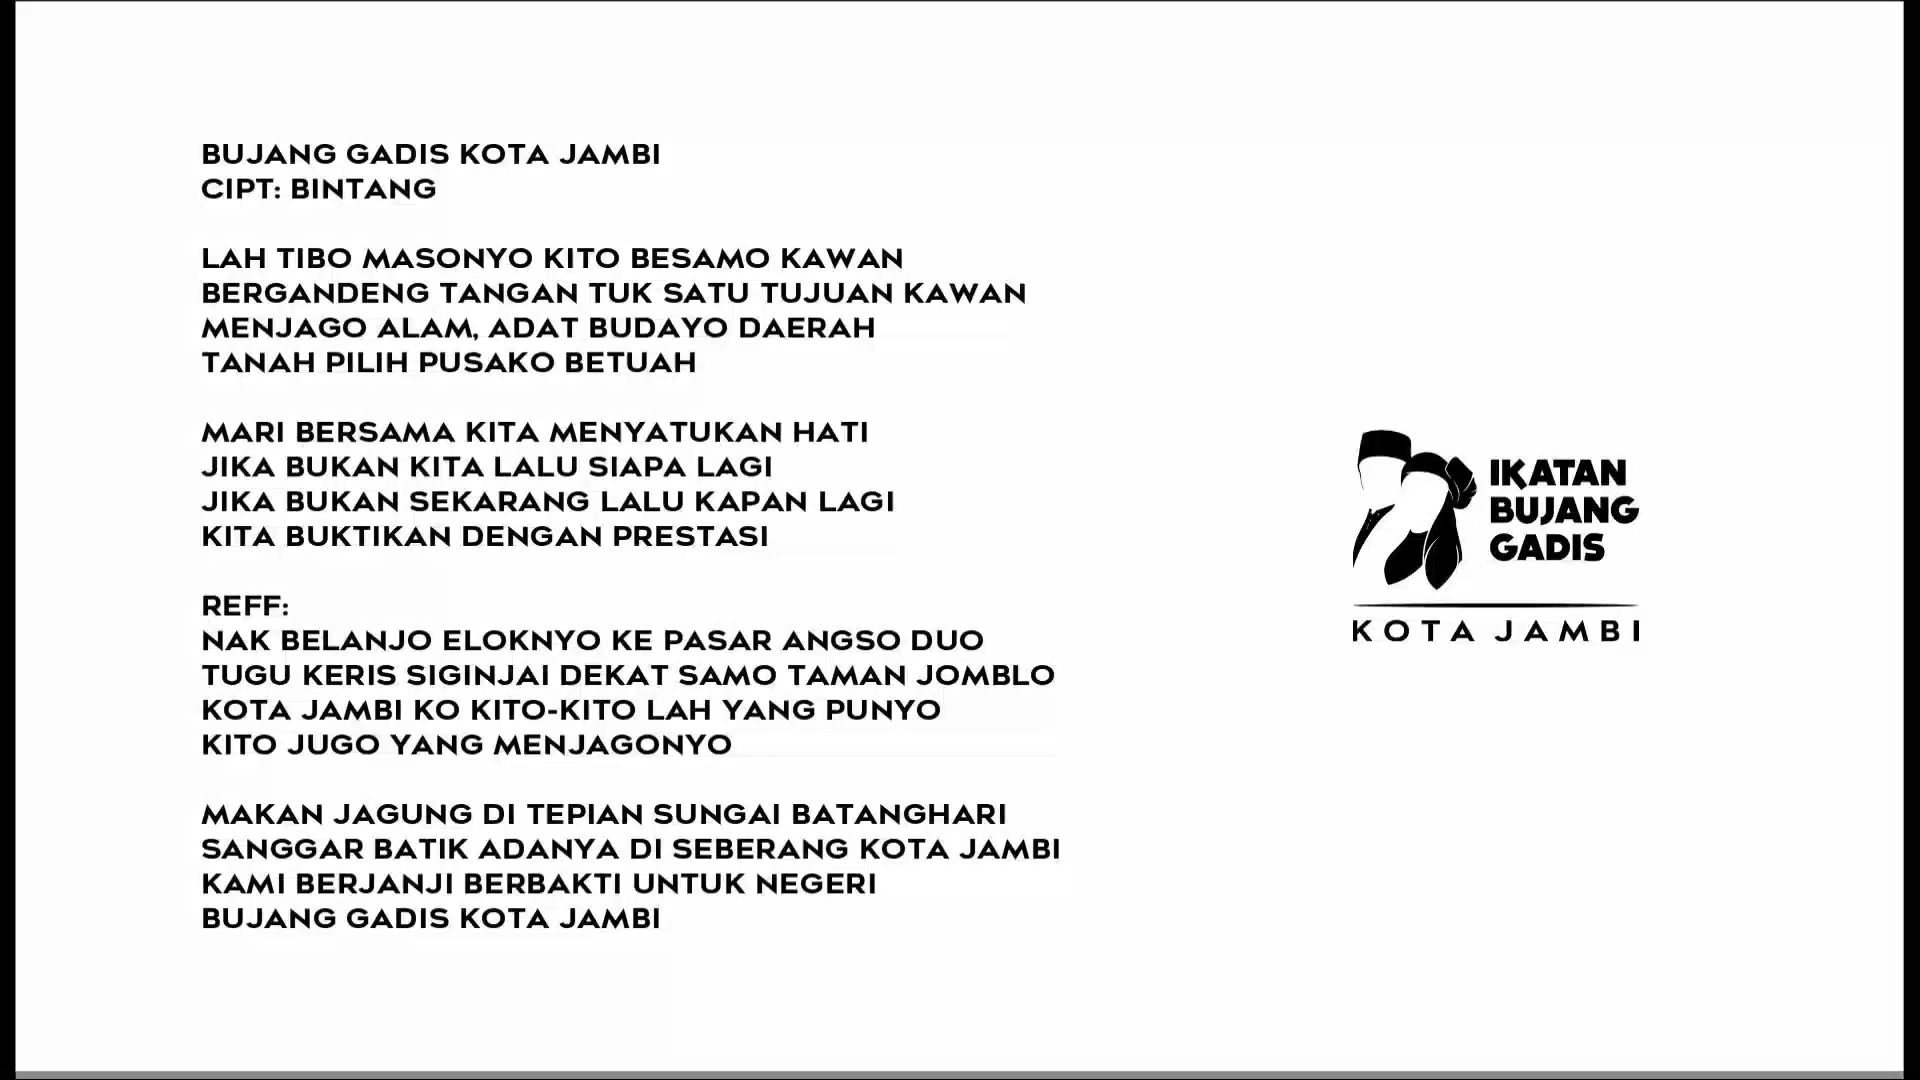 BUJANG GADIS KOTA JAMBI
CIPT: BINTANG
LAH TIBO MASONYO KITO BESAMO KAWAN
BERGANDENG TANGAN TUK SATU TUJUAN KAWAN
MENJAGO ALAM, ADAT BUDAYO DAERAH
TANAH PILIH PUSAKO BETUAH
MARI BERSAMA KITA MENYATUKAN HATI
JIKA BUKAN KITA LALU SIAPA LAGI
JIKA BUKAN SEKARANG LALU KAPAN LAGI
KITA BUKTIKAN DENGAN PRESTASI
REFF:
NAK BELANJO ELOKNYO KE PASAR ANGSO DUO
TUGU KERIS SIGINJAI DEKAT SAMO TAMAN JOMBLO
KOTA JAMBI KO KITO-KITO LAH YANG PUNYO
KITO JUGO YANG MENJAGONYO
MAKAN JAGUNG DI TEPIAN SUNGAI BATANGHARI
SANGGAR BATIK ADANYA DI SEBERANG KOTA JAMBI
KAMI BERJANJI BERBAKTI UNTUK NEGERI
BUJANG GADIS KOTA JAMBI
IKATAN
BUJANG
GADIS
KOTA JAMBI